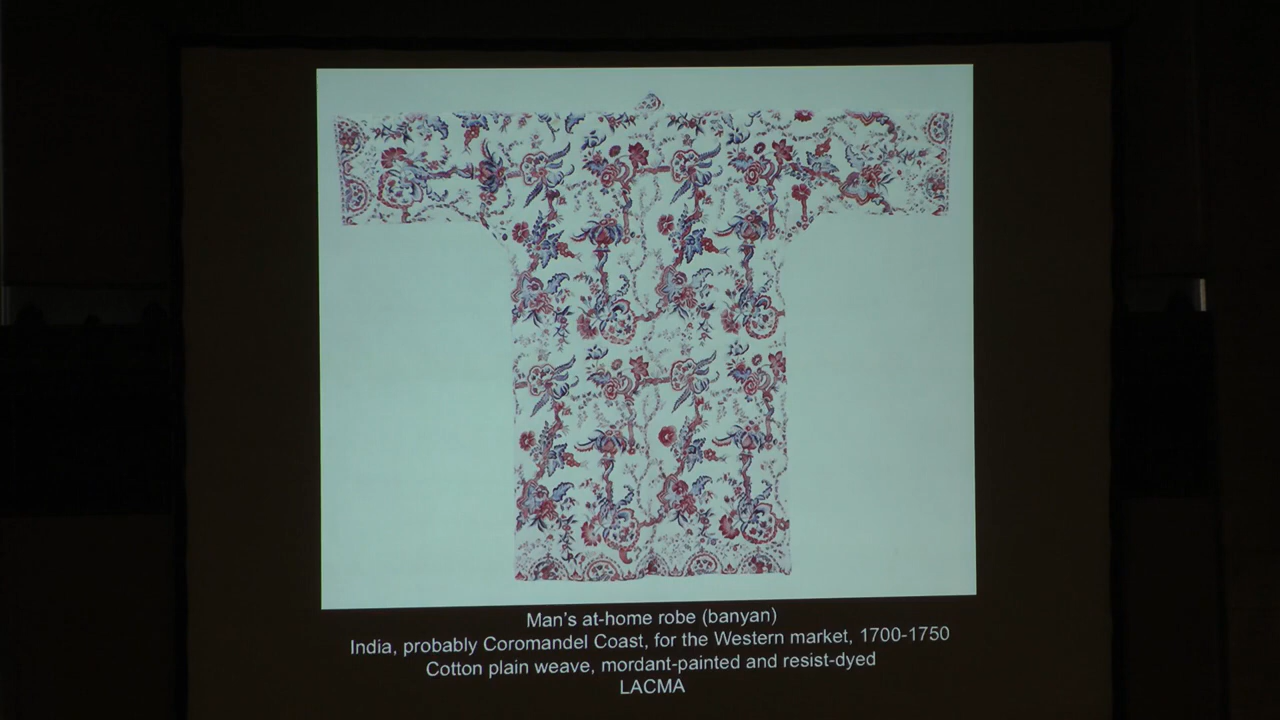 Man's at-home robe (banyan)
India, probably Coromandel Coast, for the Western market, 1700-1750
Cotton plain weave, mordant-painted and resist-dyed
LACMA